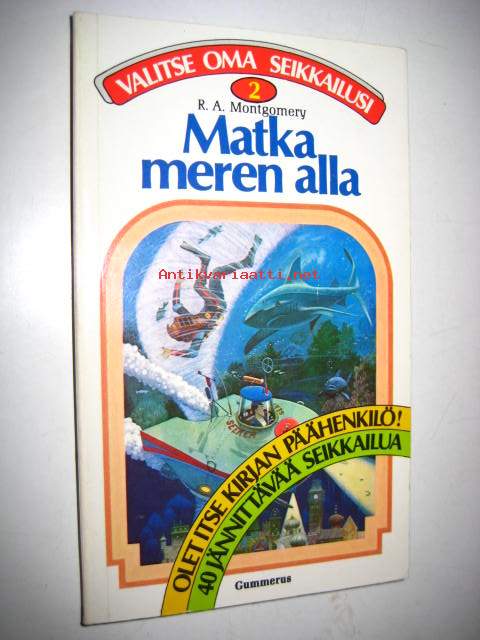 VALITSE OMA SEIKKAILUSI
2
R. A. Montgomery
Matka
meren alla
Antikvariaatti.net
OLET ITSE KIRJAN PÄÄHENKILÖ!
40 JÄNNITTÄVÄÄ SEIKKAILUA
Gummerus